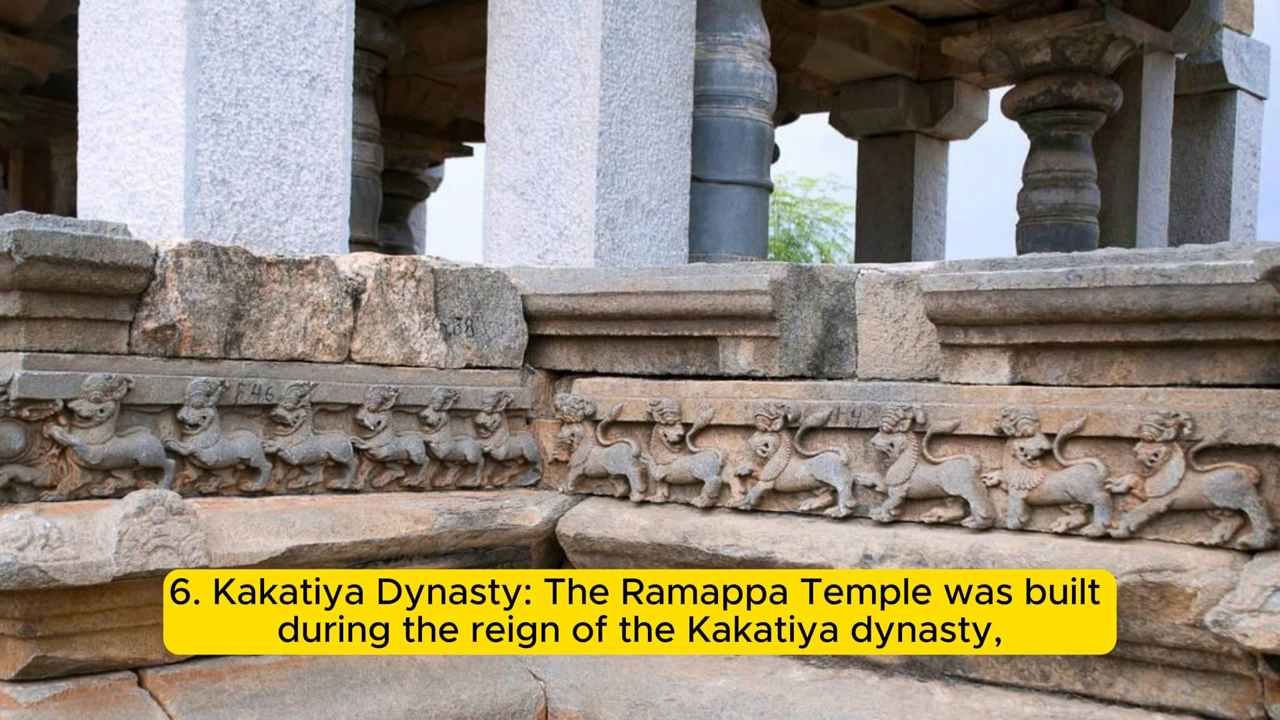 F46
6. Kakatiya Dynasty: The Ramappa Temple was built
during the reign of the Kakatiya dynasty,